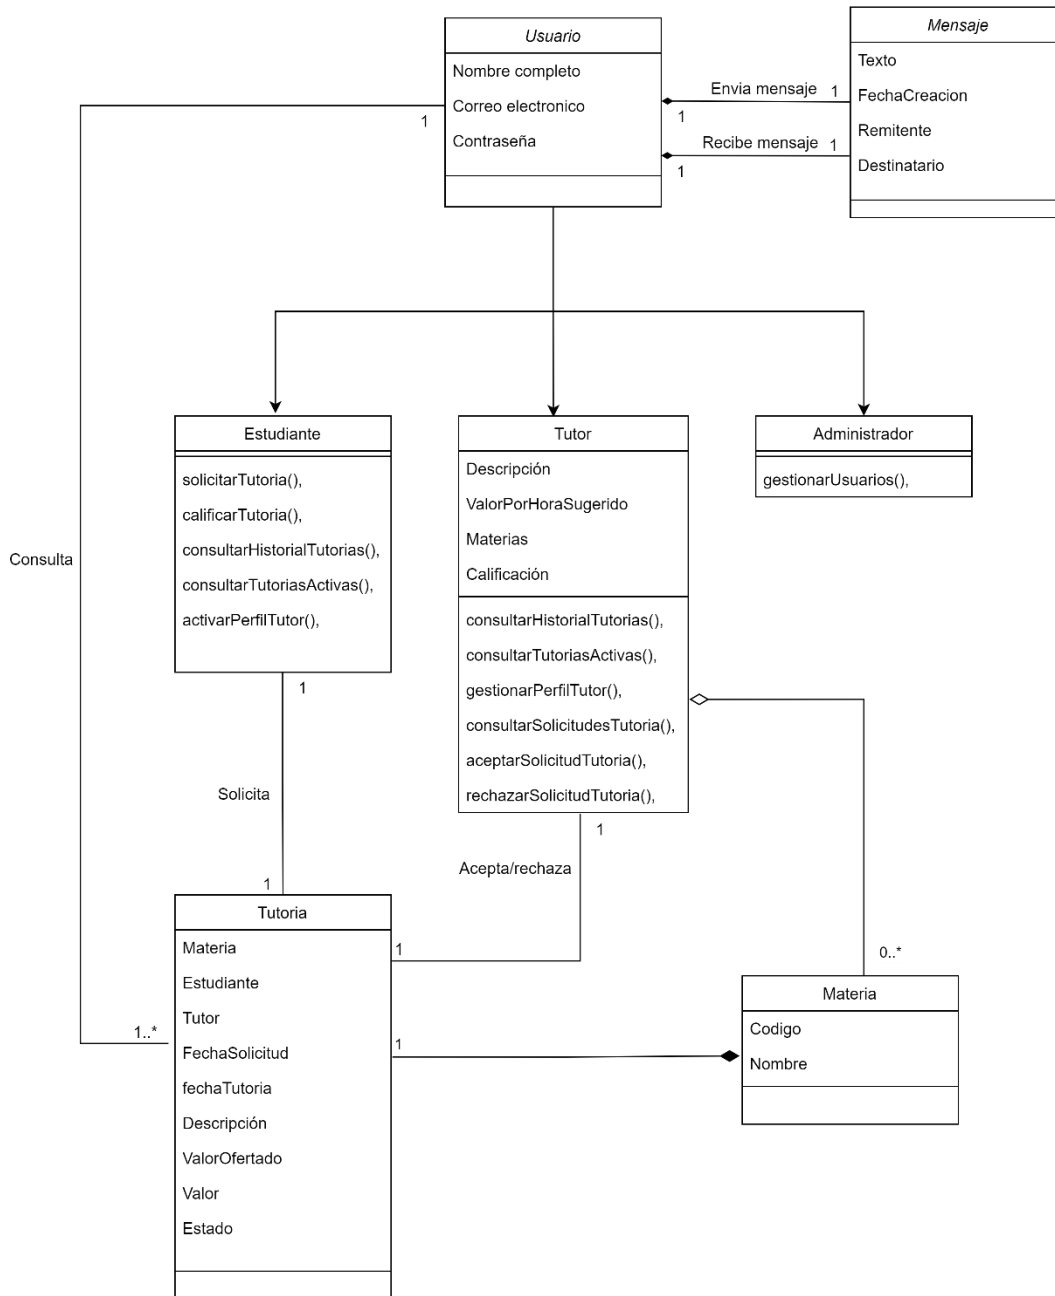 Usuario
Nombre completo
Correo electronico
Contraseña
Mensaje
Texto
FechaCreacion
Remitente
Destinatario
Envia mensaje
1
1
Recibe mensaje
1
1
1
Consulta
1..*
Estudiante
solicitarTutoria(),
calificarTutoria(),
consultarHistorialTutorias(),
consultarTutoriasActivas(),
activarPerfilTutor(),
Tutor
Descripción
ValorPorHoraSugerido
Materias
Calificación
consultarHistorialTutorias(),
consultarTutoriasActivas(),
gestionarPerfilTutor(),
consultarSolicitudesTutoria(),
aceptarSolicitudTutoria(),
rechazarSolicitudTutoria(),
Administrador
gestionarUsuarios(),
1
Solicita
1
1
Acepta/rechaza
1
0..*
1
Tutoria
Materia
Estudiante
Tutor
FechaSolicitud
fechaTutoria
Descripción
ValorOfertado
Valor
Estado
Materia
Codigo
Nombre